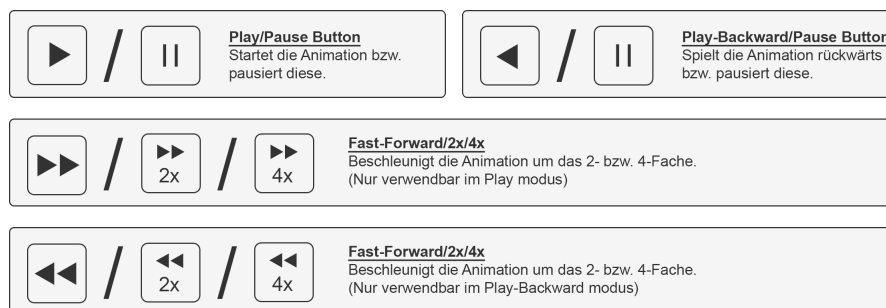 Play/Pause Button
Startet die Animation bzw.
pausiert diese.
Play-Backward/Pause Button
Spielt die Animation rückwärts
bzw. pausiert diese.
2x
4x
Fast-Forward/2x/4x
Beschleunigt die Animation um das 2- bzw. 4-Fache.
(Nur verwendbar im Play modus)
2x
4x
Fast-Forward/2x/4x
Beschleunigt die Animation um das 2- bzw. 4-Fache.
(Nur verwendbar im Play-Backward modus)